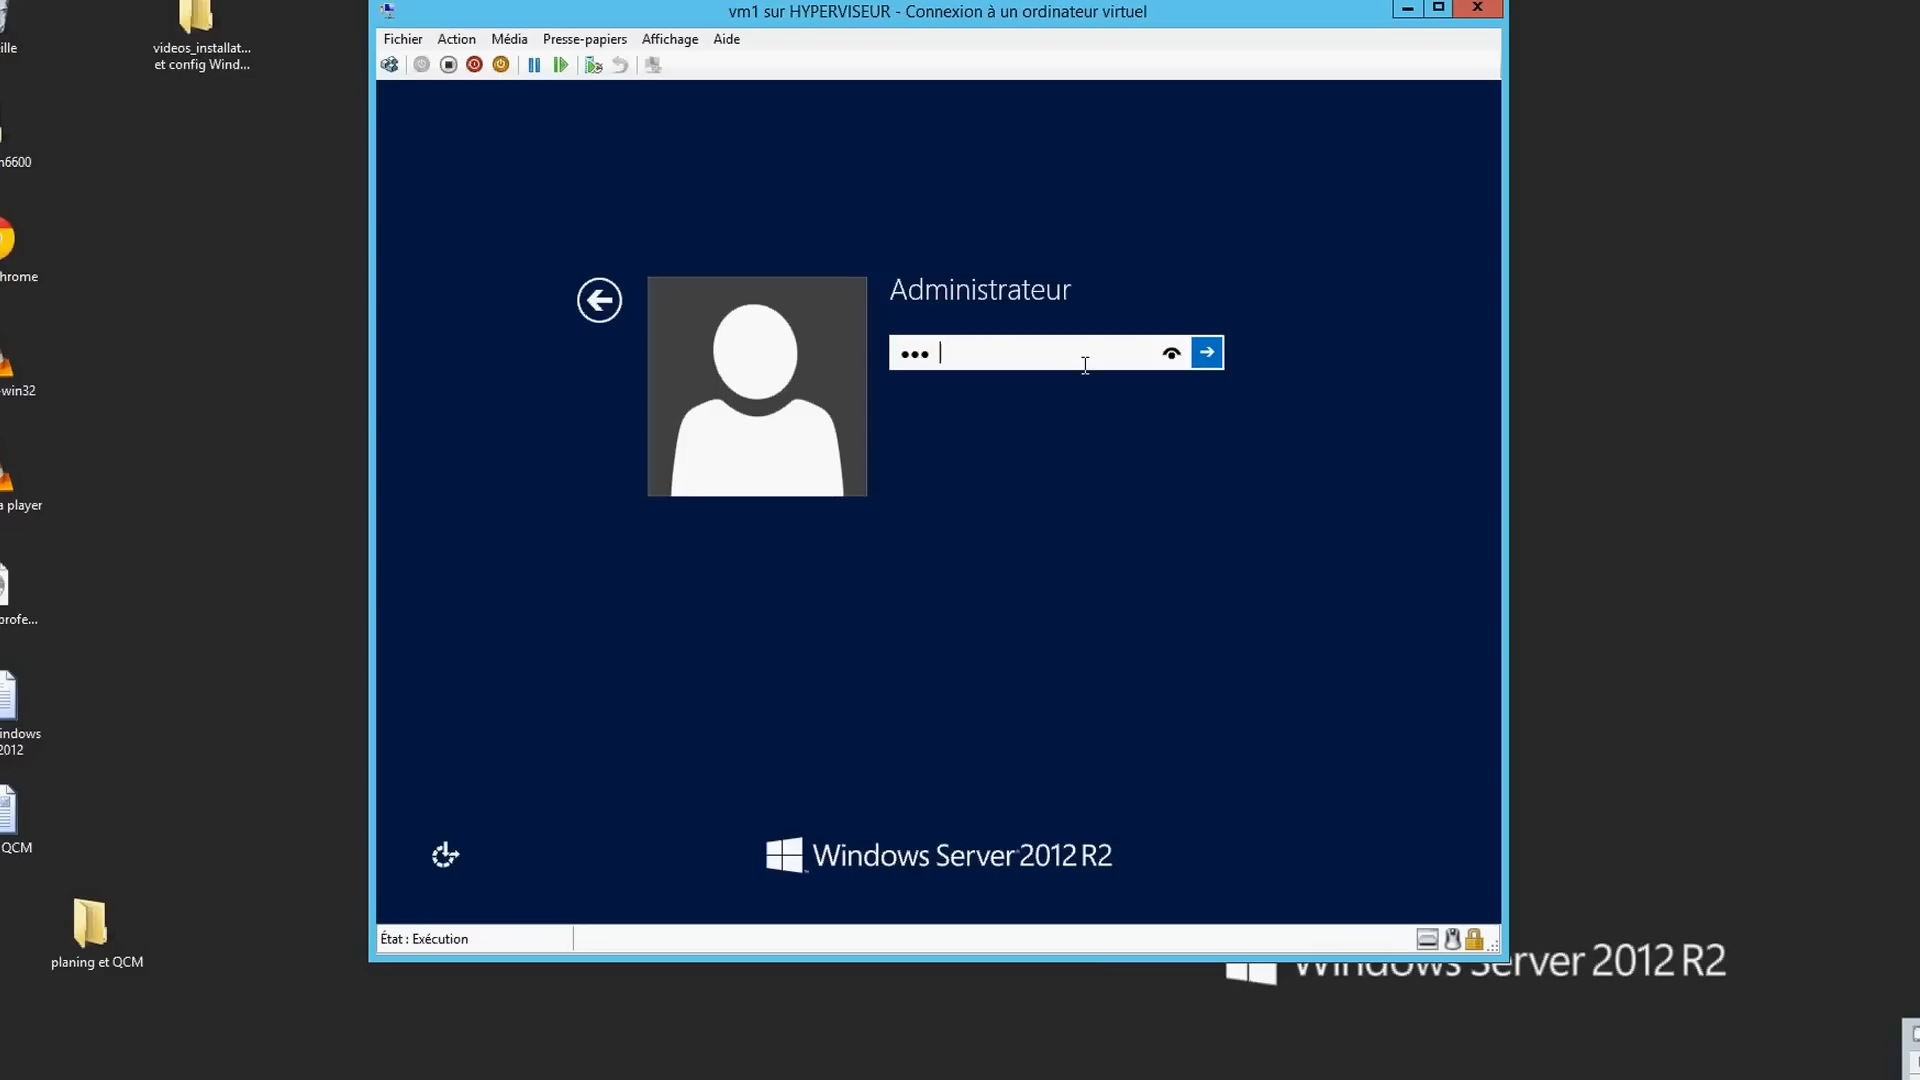 vm1 sur HYPERVISEUR - Connexion à un ordinateur virtuel
Fichier Action Média Presse-papiers Affichage Aide
ille
videos_installat...
et config Wind...
n6600
hrome
-win32
a player
profe...
indows
2012
QCM
planing et QCM
Administrateur
Windows Server 2012 R2
État : Exécution
Windows Server 2012 R2